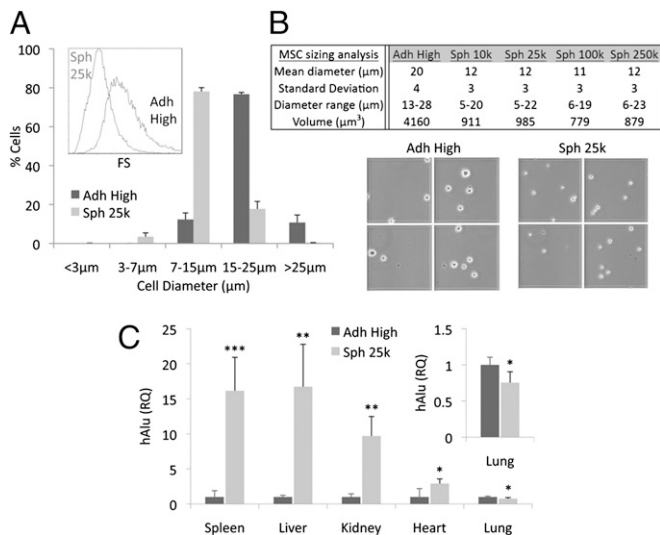 A
% Cells
100
80
60
40
20
0
Sph
25k
Adh
High
FS
Adh High
Sph 25k
<3μm 3-7μm 7-15μm 15-25μm >25μm
Cell Diameter (μm)
B
MSC sizing analysis Adh High Sph 10k Sph 25k Sph 100k Sph 250k
Mean diameter (μm) 20 12 12 11 12
Standard Deviation 4 3 3 3 3
Diameter range (μm) 13-28 5-20 5-22 6-19 6-23
Volume (μm³) 4160 911 985 779 879
Adh High Sph 25k
C
hAlu (RQ)
25
20
15
10
5
0
Adh High
Sph 25k
*** ** ** * *
Spleen Liver Kidney Heart Lung
hAlu (RQ)
1.5
1
0.5
0
*
Lung